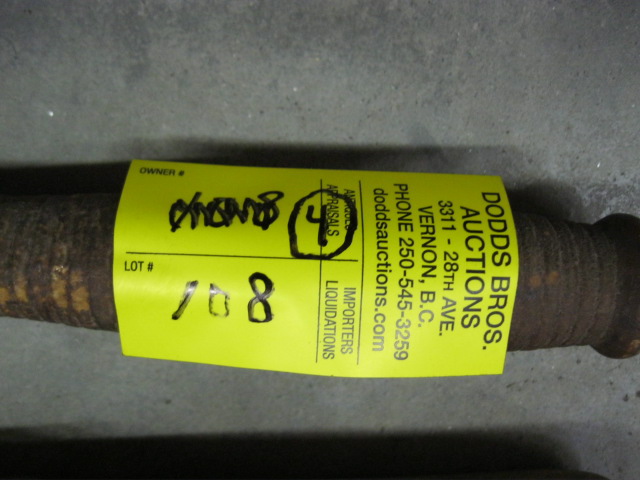 OWNER #
4
LOT #
108
ANTIQUES
APPRAISALS
IMPORTERS
LIQUIDATIONS
DODDS BROS.
AUCTIONS
3311 - 28TH AVE.
VERNON, B.C.
PHONE 250-545-3259
doddsauctions.com